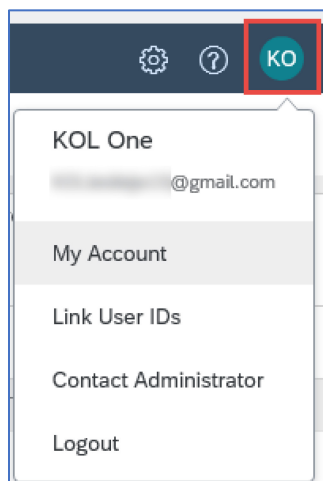 KO
KOL One
@gmail.com
My Account
Link User IDs
Contact Administrator
Logout